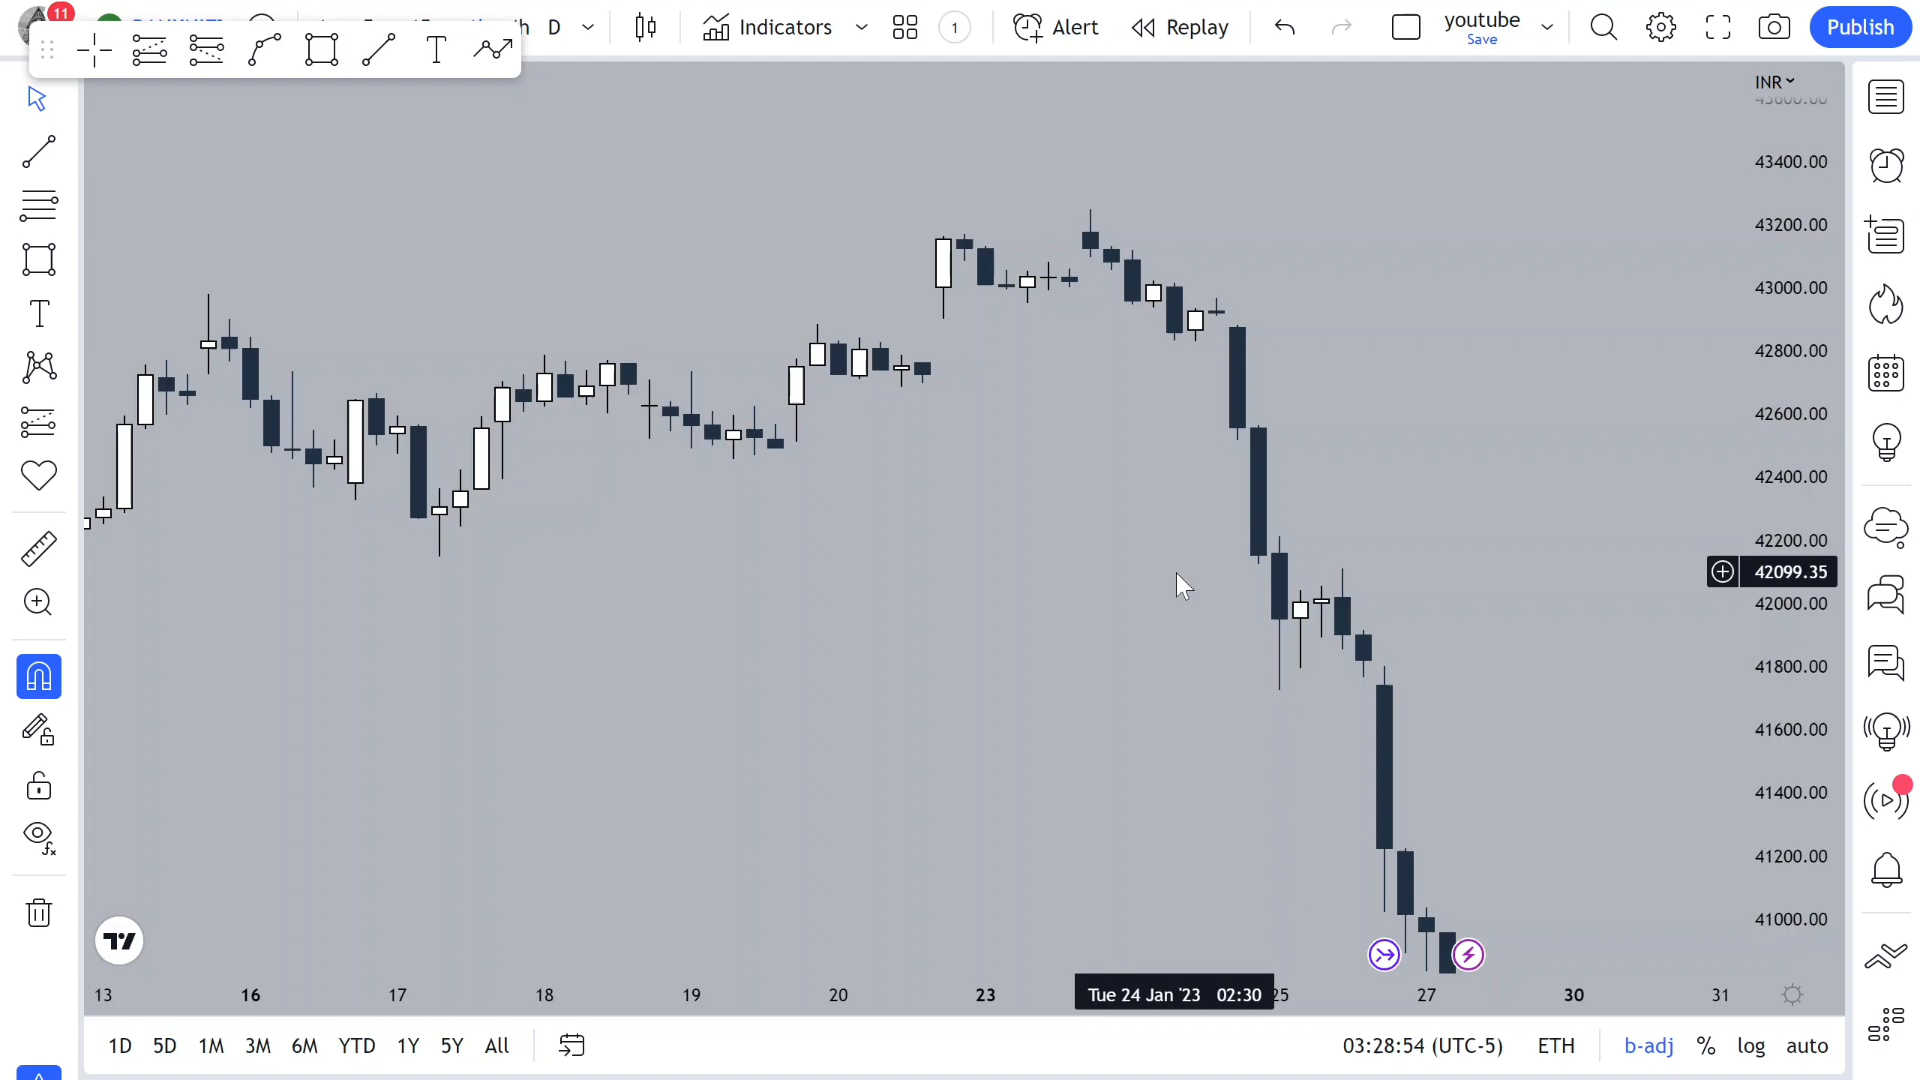 11
D
Indicators
1
Alert
Replay
youtube
Save
Publish
INR
43400.00
43200.00
43000.00
42800.00
42600.00
42400.00
42200.00
42099.35
42000.00
41800.00
41600.00
41400.00
41200.00
41000.00
13
16
17
18
19
20
23
Tue 24 Jan '23 02:30
25
27
30
31
1D
5D
1M
3M
6M
YTD
1Y
5Y
All
03:28:54 (UTC-5)
ETH
b-adj
%
log
auto